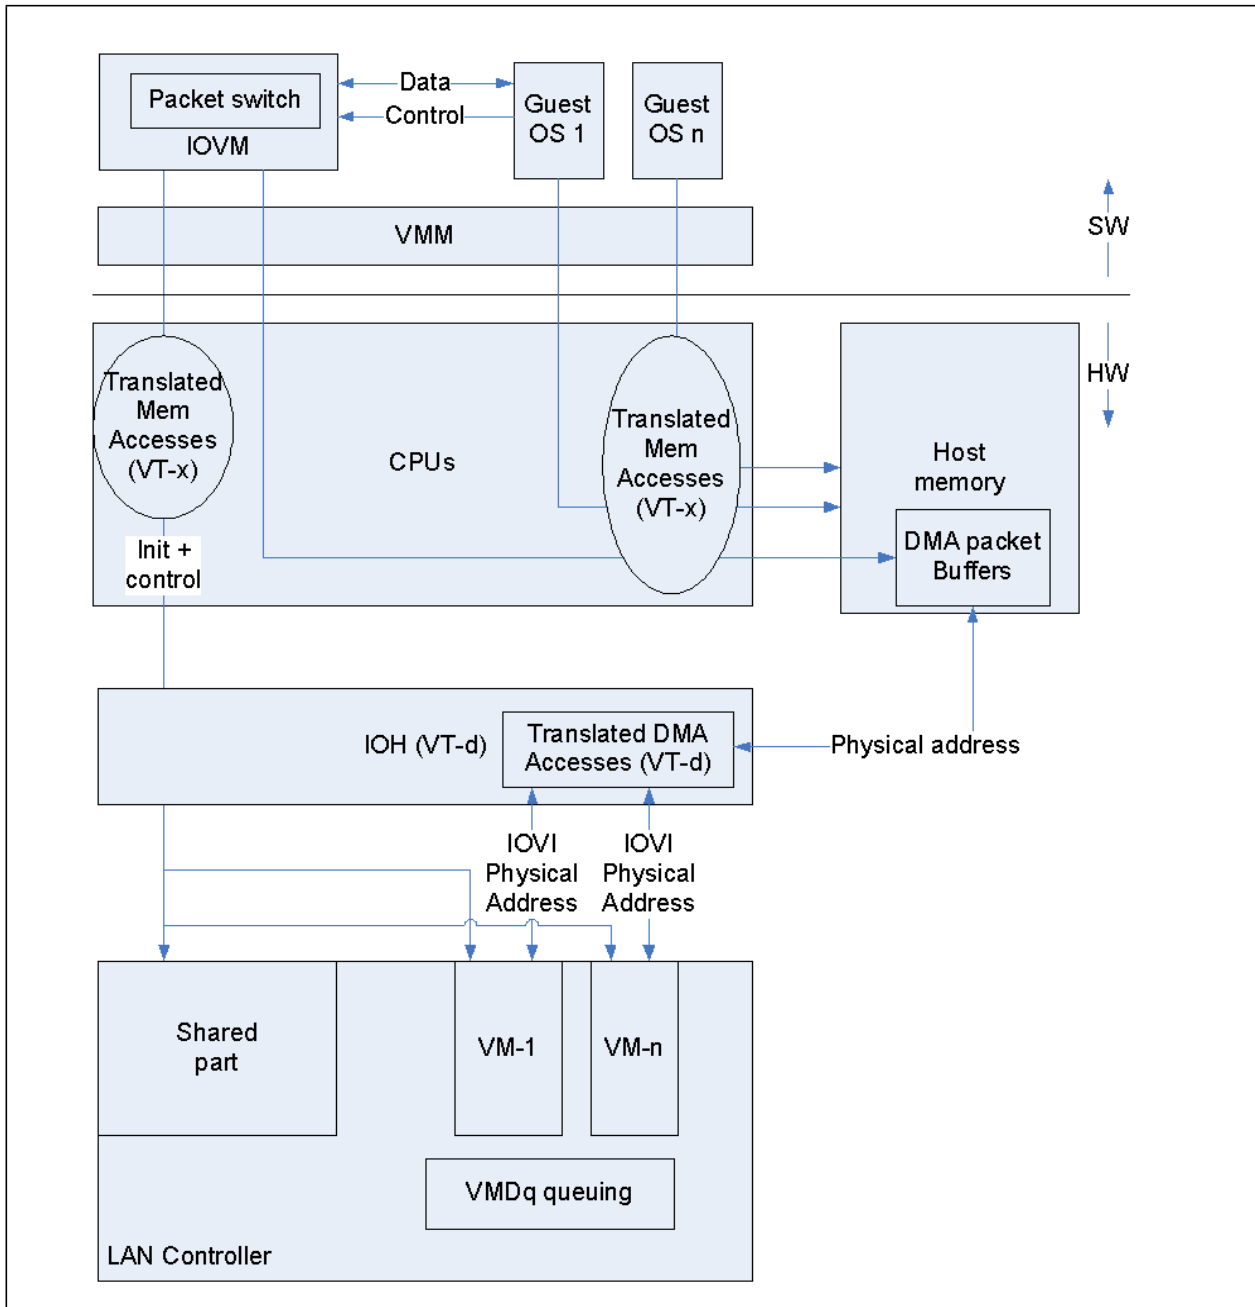 Packet switch
IOVM
Data
Control
Guest
OS 1
Guest
OS n
VMM
SW
HW
Translated
Mem
Accesses
(VT-x)
CPUs
Translated
Mem
Accesses
(VT-x)
Host
memory
DMA packet
Buffers
Init +
control
IOH (VT-d)
Translated DMA
Accesses (VT-d)
Physical address
IOVI
Physical
Address
IOVI
Physical
Address
Shared
part
VM-1
VM-n
VMDq queuing
LAN Controller